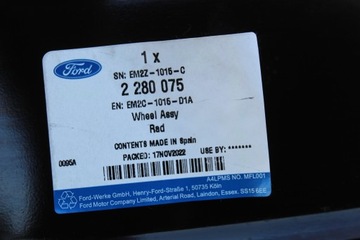 1 x
Ford
SN: EM2Z-1015-C
2 280 075
EN: EM2C-1015-D1A
Wheel Assy
Rad
CONTENTS MADE IN Spain
0095A PACKED: 17NOV2022 USE BY: *******
A4LPMS NO. MFL001
Ford-Werke GmbH, Henry-Ford-Straße 1, 50735 Köln
Ford Motor Company Limited, Arterial Road, Laindon, Essex. SS15 6EE